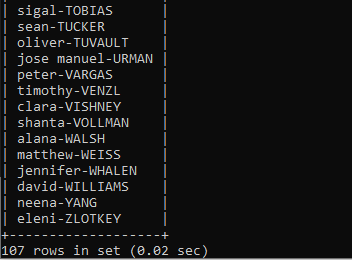 | sigal-TOBIAS |
| sean-TUCKER |
| oliver-TUVAULT |
| jose manuel-URMAN |
| peter-VARGAS |
| timothy-VENZL |
| clara-VISHNEY |
| shanta-VOLLMAN |
| alana-WALSH |
| matthew-WEISS |
| jennifer-WHALEN |
| david-WILLIAMS |
| neena-YANG |
| eleni-ZLOTKEY |
+-------------------+
107 rows in set (0.02 sec)